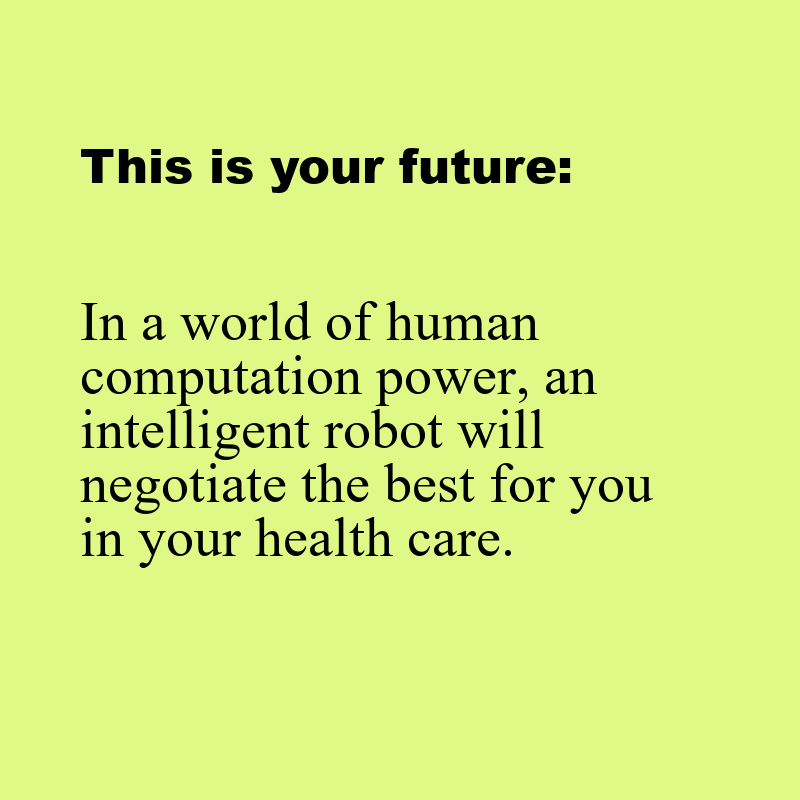 This is your future:
In a world of human
computation power, an
intelligent robot will
negotiate the best for you
in your health care.